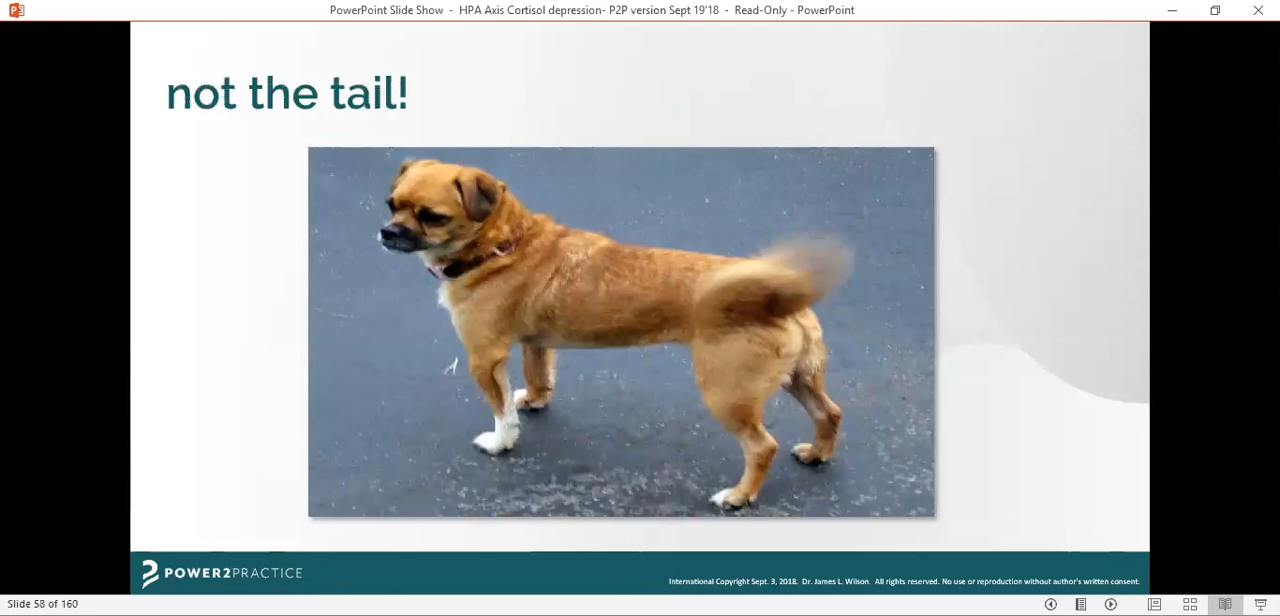 PowerPoint Slide Show - HPA Axis Cortisol depression- P2P version Sept 19'18 - Read-Only - PowerPoint
not the tail!
POWER2PRACTICE
International Copyright Sept. 3, 2018. Dr. James L. Wilson. All rights reserved. No use or reproduction without author's written consent.
Slide 58 of 160